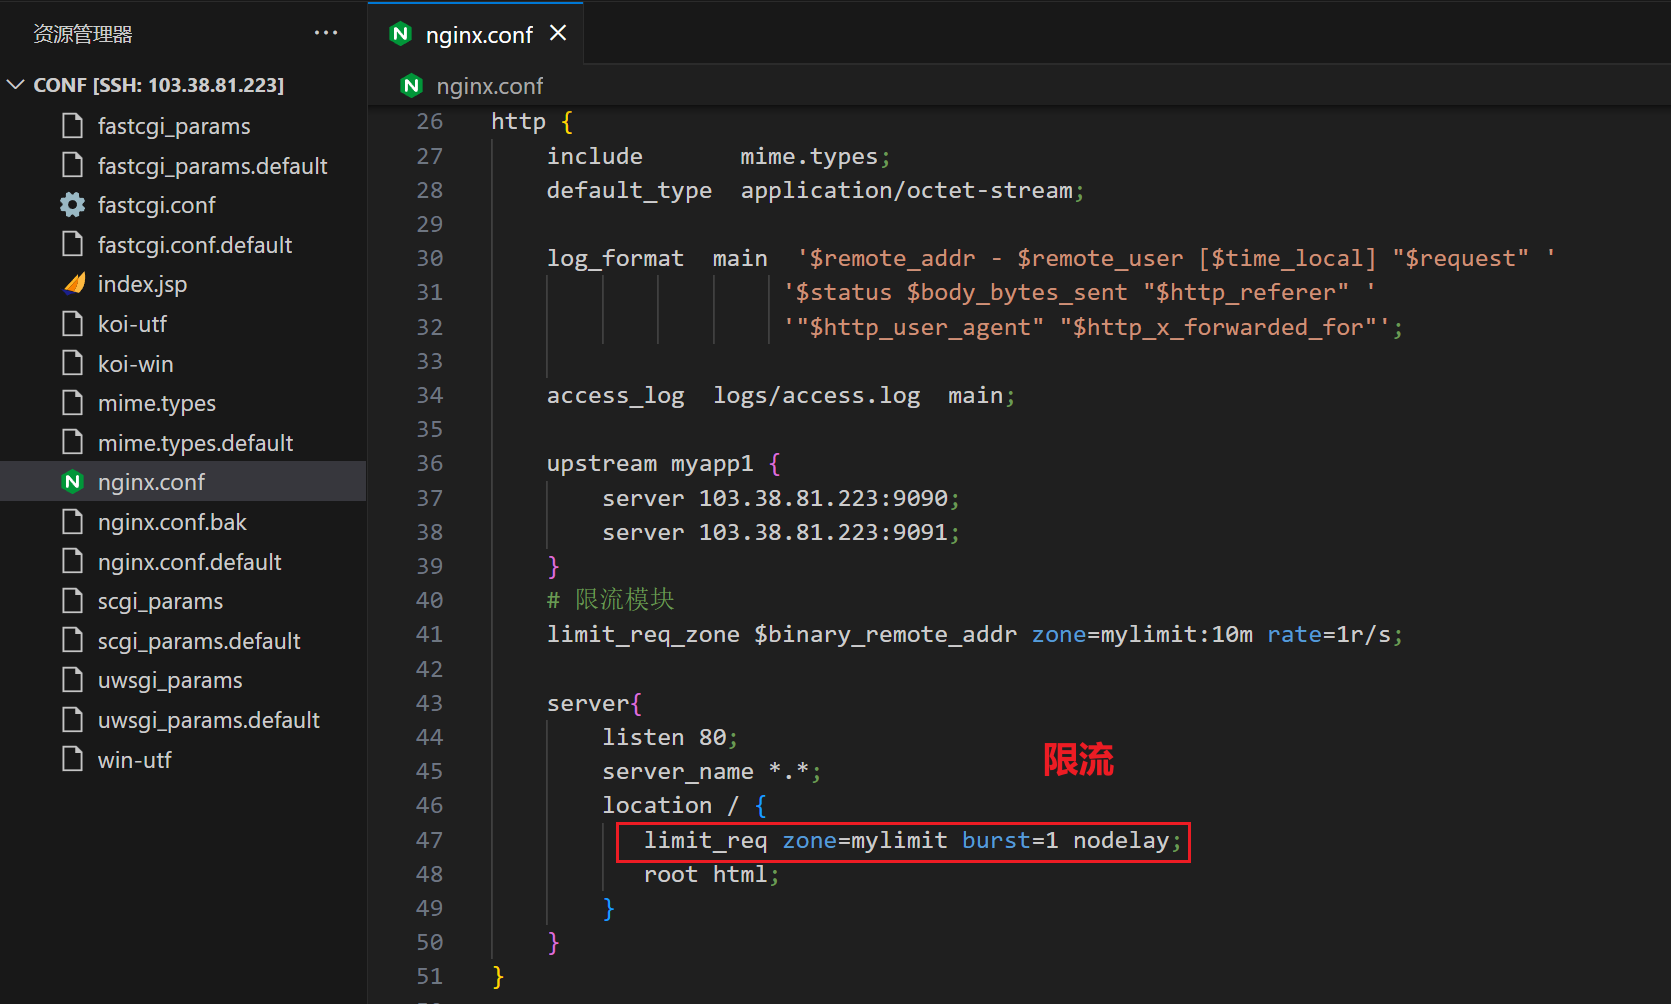 资源管理器
CONF [SSH: 103.38.81.223]
fastcgi_params
fastcgi_params.default
fastcgi.conf
fastcgi.conf.default
index.jsp
koi-utf
koi-win
mime.types
mime.types.default
nginx.conf
nginx.conf.bak
nginx.conf.default
scgi_params
scgi_params.default
uwsgi_params
uwsgi_params.default
win-utf
nginx.conf
nginx.conf
26 http {
27     include       mime.types;
28     default_type  application/octet-stream;
29
30     log_format  main  '$remote_addr - $remote_user [$time_local] "$request" '
31                      '$status $body_bytes_sent "$http_referer" '
32                      '"$http_user_agent" "$http_x_forwarded_for"';
33
34     access_log  logs/access.log  main;
35
36     upstream myapp1 {
37         server 103.38.81.223:9090;
38         server 103.38.81.223:9091;
39     }
40     # 限流模块
41     limit_req_zone $binary_remote_addr zone=mylimit:10m rate=1r/s;
42
43     server{
44         listen 80;
45         server_name *.*;
限流
46         location / {
47            limit_req zone=mylimit burst=1 nodelay;
48            root html;
49         }
50     }
51 }